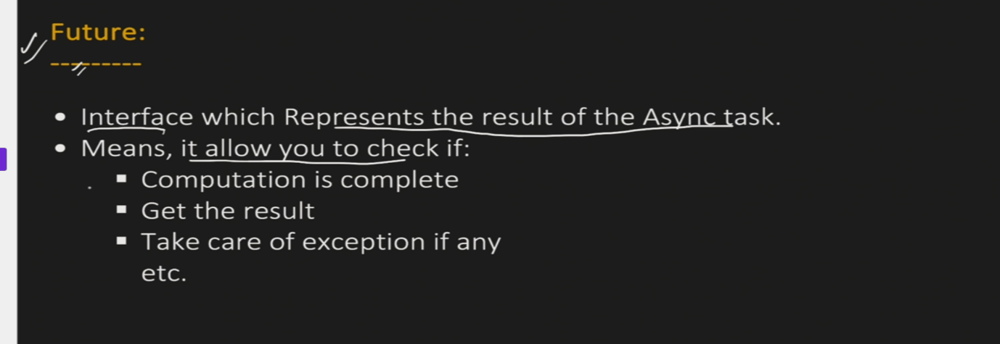 Future:
---------
• Interface which Represents the result of the Async task.
• Means, it allow you to check if:
▪ Computation is complete
▪ Get the result
▪ Take care of exception if any
etc.